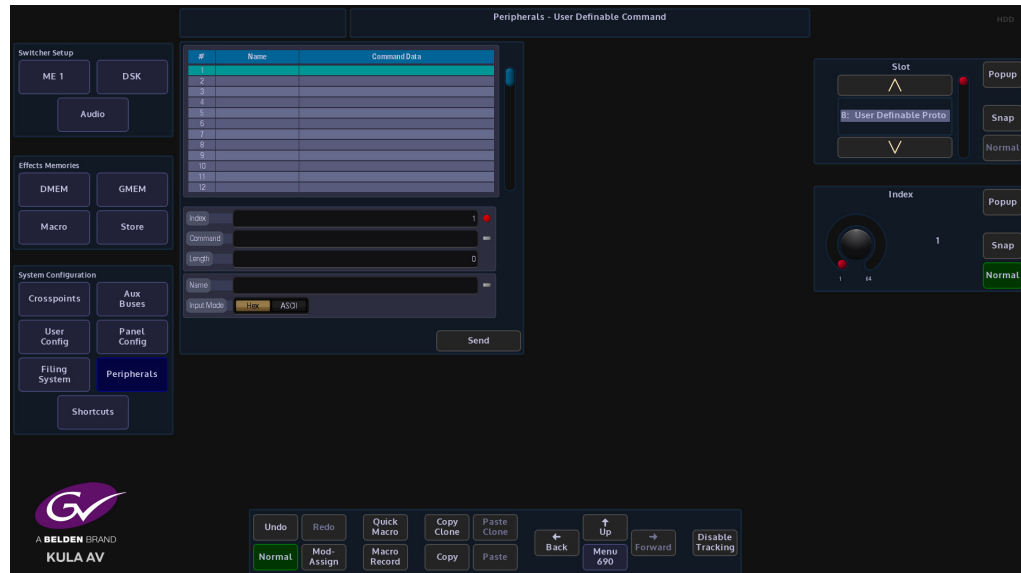 Peripherals - User Definable Command
HDD
Switcher Setup
ME 1
DSK
Audio
Effects Memories
DMEM
GMEM
Macro
Store
System Configuration
Crosspoints
Aux
Buses
User
Config
Panel
Config
Filing
System
Peripherals
Shortcuts
# Name Command Data
1
2
3
4
5
6
7
8
9
10
11
12
Index 1
Command
Length 0
Name
Input Mode Hex ASCII
Send
Slot
8: User Definable Proto
Popup
Snap
Normal
Index
1
1 64
Popup
Snap
Normal
GV
A BELDEN BRAND
KULA AV
Undo
Redo
Quick
Macro
Copy
Clone
Paste
Clone
Normal
Mod-
Assign
Macro
Record
Copy
Paste
Back
Up
Menu
690
Forward
Disable
Tracking